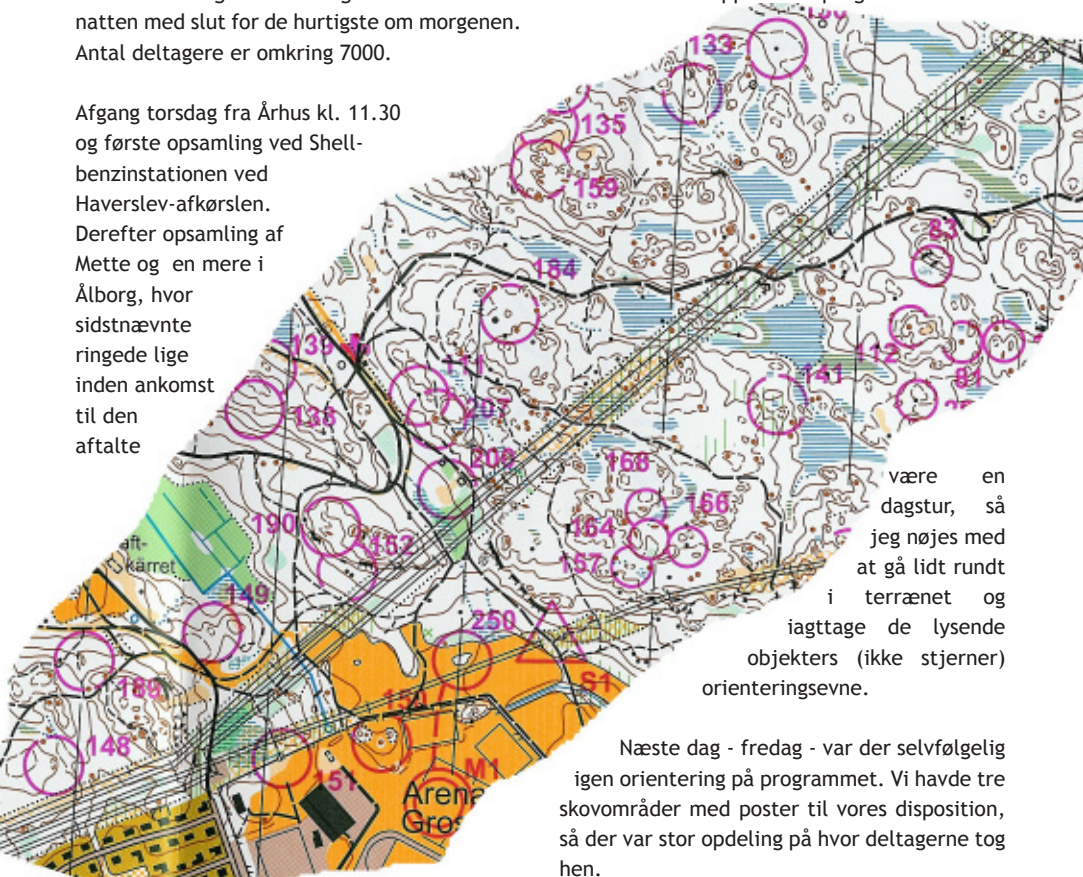 natten med slut for de hurtigste om morgenen.
Antal deltagere er omkring 7000.
Afgang torsdag fra Århus kl. 11.30
og første opsamling ved Shell-
benzinstationen ved
Haverslev-afkørslen.
Derefter opsamling af
Mette og en mere i
Ålborg, hvor
sidstnævnte
ringede lige
inden ankomst
til den
aftalte
være en
dagstur, så
jeg nøjes med
at gå lidt rundt
i terrænet og
iagttage de lysende
objekters (ikke stjerner)
orienteringsevne.
Næste dag - fredag - var der selvfølgelig
igen orientering på programmet. Vi havde tre
skovområder med poster til vores disposition,
så der var stor opdeling på hvor deltagerne tog
hen.
133
135
159
184
83
139
111
112
81
138
207
141
200
168
190
166
164
152
157
149
250
S1
189
148
151
M1
kärret
Arena